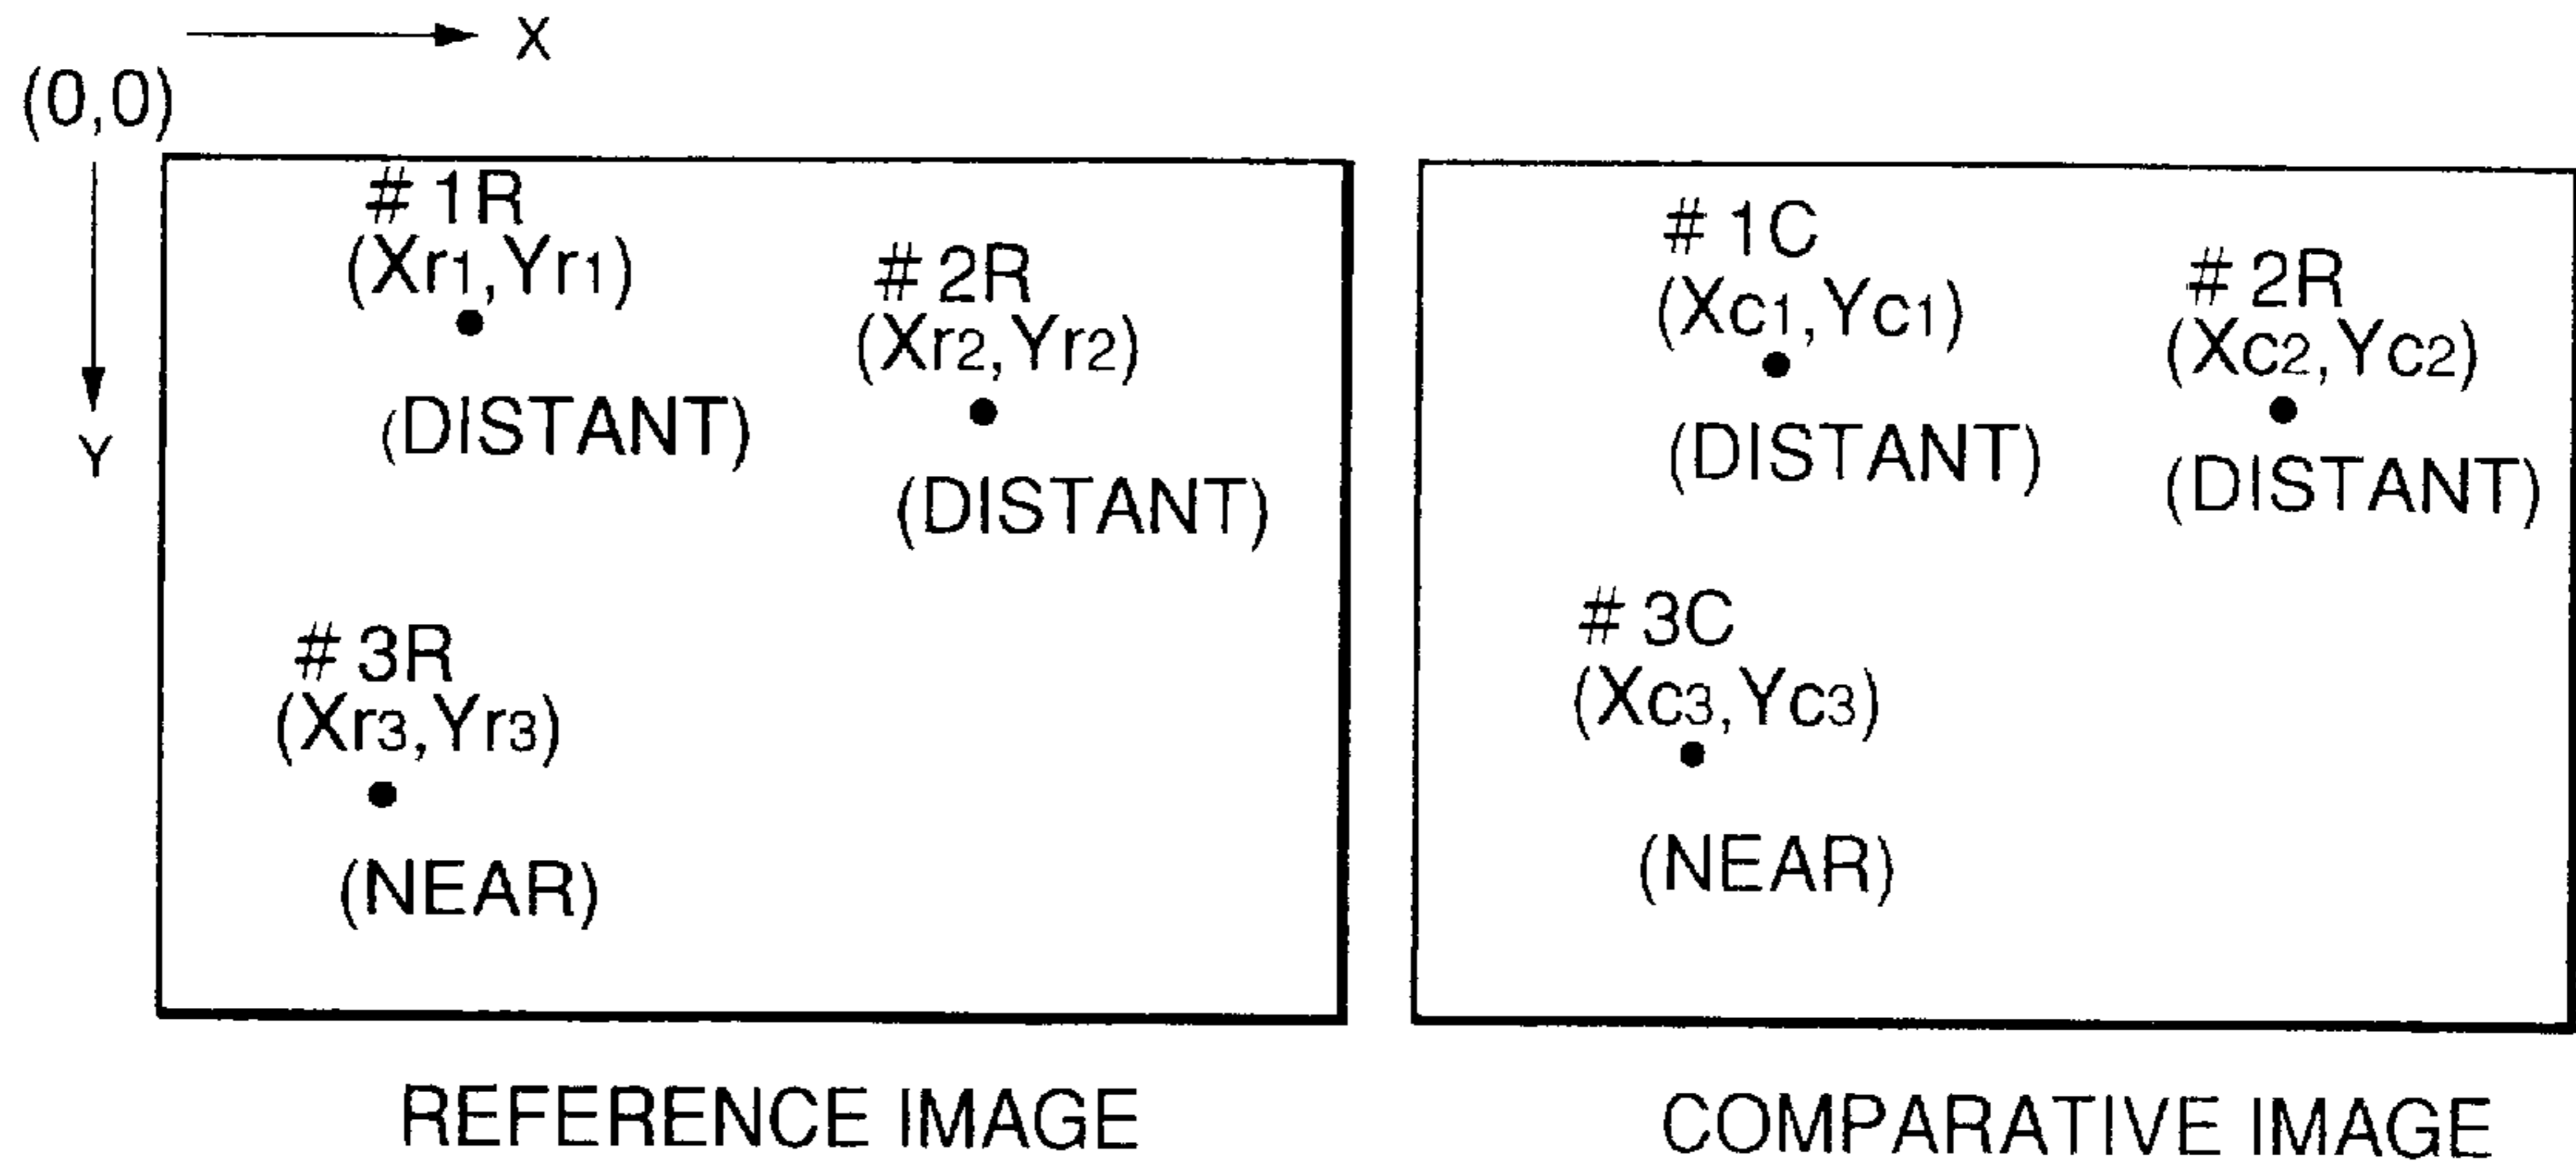 X
(0,0)
Y
# 1R
(Xr1,Yr1)
(DISTANT)
# 2R
(Xr2,Yr2)
(DISTANT)
# 3R
(Xr3,Yr3)
(NEAR)
REFERENCE IMAGE
# 1C
(Xc1,Yc1)
(DISTANT)
# 2R
(Xc2,Yc2)
(DISTANT)
# 3C
(Xc3,Yc3)
(NEAR)
COMPARATIVE IMAGE